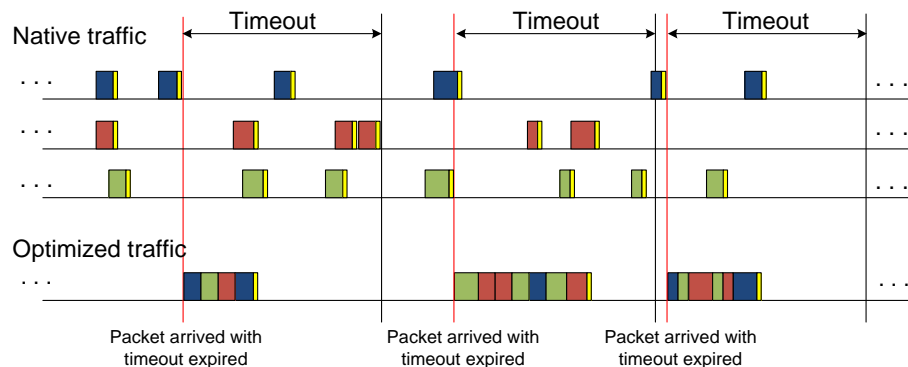 Timeout
Timeout
Timeout
Native traffic
. . .
. . .
. . .
. . .
. . .
. . .
Optimized traffic
. . .
. . .
Packet arrived with
timeout expired
Packet arrived with
timeout expired
Packet arrived with
timeout expired